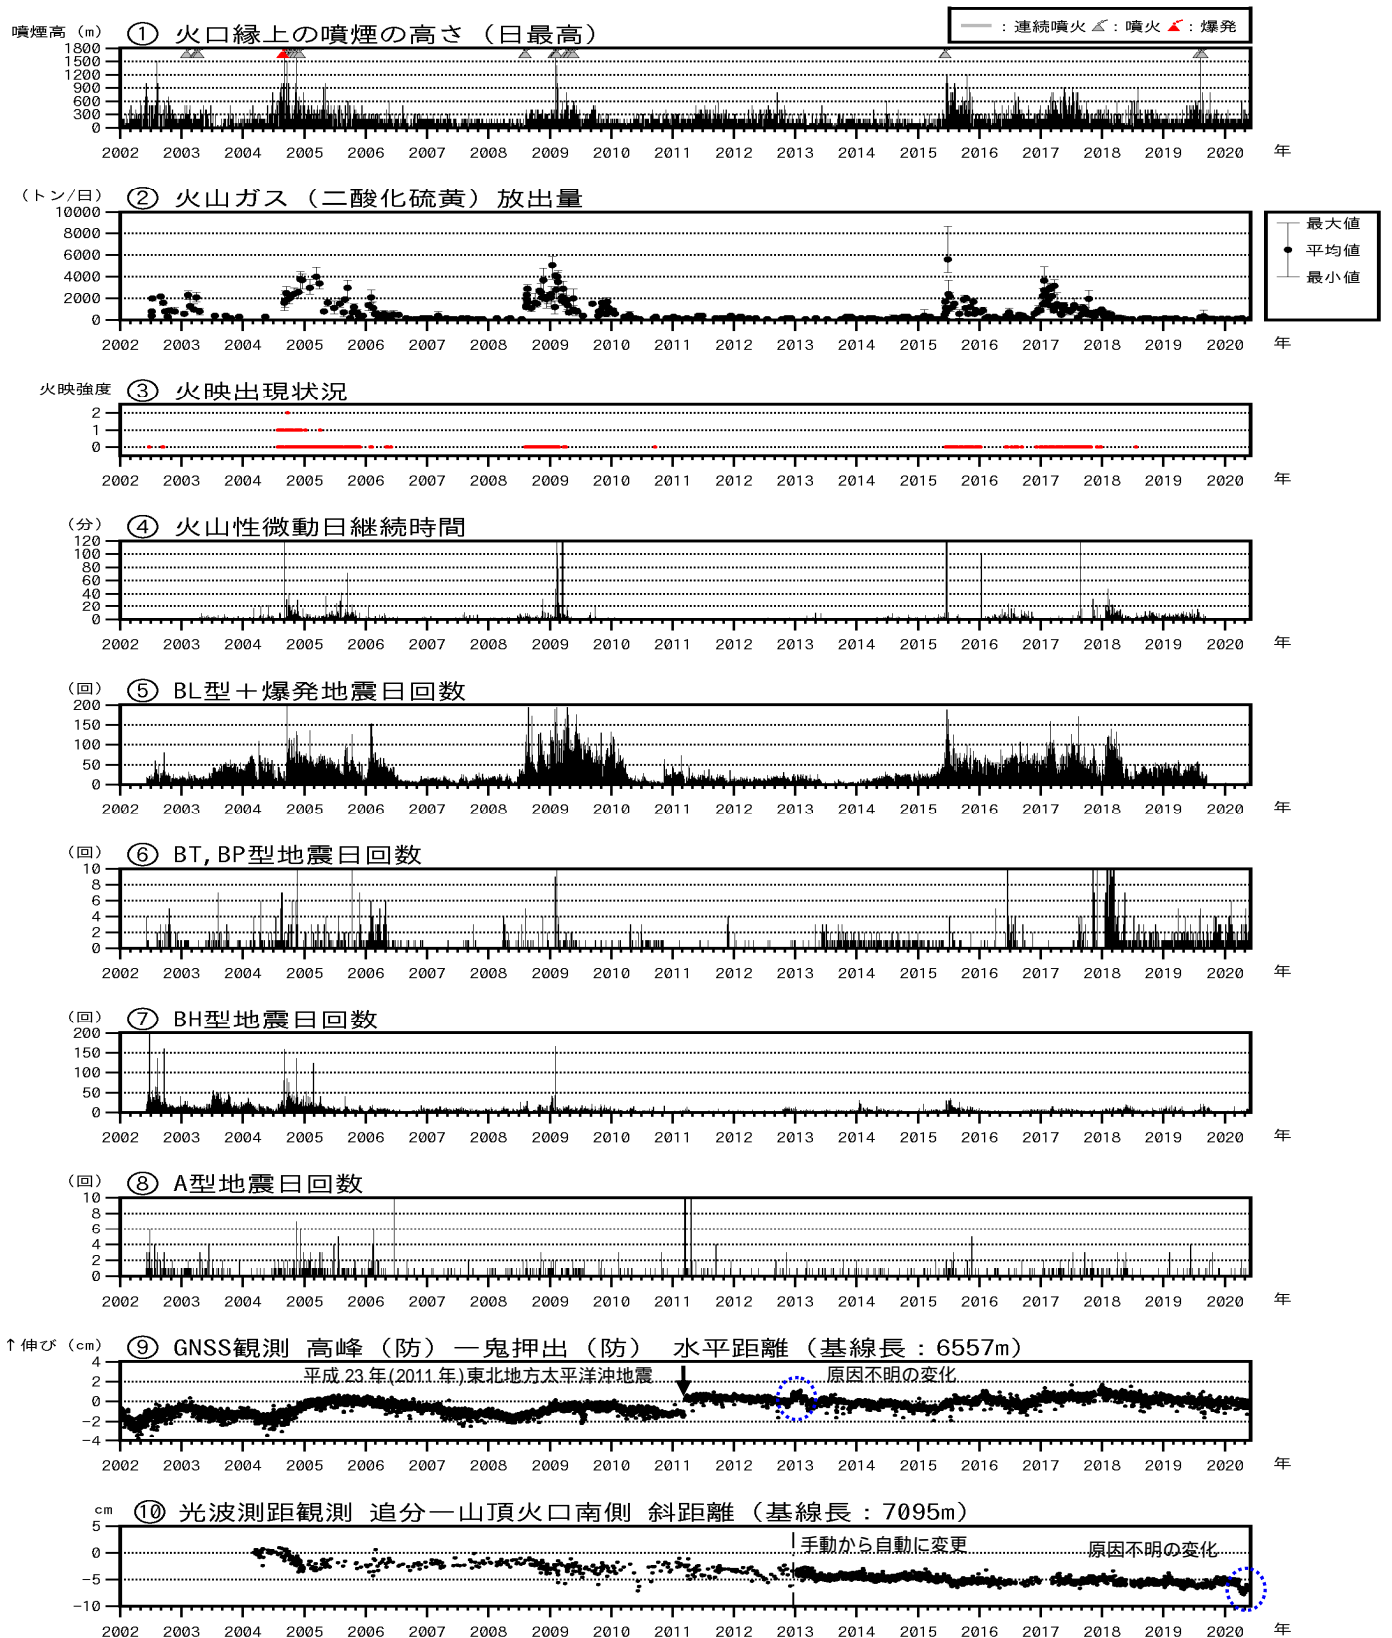 ：連続噴火 ：噴火 ：爆発
噴煙高 (m) ① 火口縁上の噴煙の高さ（日最高）
1800
1500
1200
900
600
300
0
2002 2003 2004 2005 2006 2007 2008 2009 2010 2011 2012 2013 2014 2015 2016 2017 2018 2019 2020 年
(トン/日) ② 火山ガス（二酸化硫黄）放出量
10000
8000
6000
4000
2000
0
最大値
平均値
最小値
2002 2003 2004 2005 2006 2007 2008 2009 2010 2011 2012 2013 2014 2015 2016 2017 2018 2019 2020 年
火映強度 ③ 火映出現状況
2
1
0
2002 2003 2004 2005 2006 2007 2008 2009 2010 2011 2012 2013 2014 2015 2016 2017 2018 2019 2020 年
(分) ④ 火山性微動日継続時間
120
100
80
60
40
20
0
2002 2003 2004 2005 2006 2007 2008 2009 2010 2011 2012 2013 2014 2015 2016 2017 2018 2019 2020 年
(回) ⑤ BL型＋爆発地震日回数
200
150
100
50
0
2002 2003 2004 2005 2006 2007 2008 2009 2010 2011 2012 2013 2014 2015 2016 2017 2018 2019 2020 年
(回) ⑥ BT,BP型地震日回数
10
8
6
4
2
0
2002 2003 2004 2005 2006 2007 2008 2009 2010 2011 2012 2013 2014 2015 2016 2017 2018 2019 2020 年
(回) ⑦ BH型地震日回数
200
150
100
50
0
2002 2003 2004 2005 2006 2007 2008 2009 2010 2011 2012 2013 2014 2015 2016 2017 2018 2019 2020 年
(回) ⑧ A型地震日回数
10
8
6
4
2
0
2002 2003 2004 2005 2006 2007 2008 2009 2010 2011 2012 2013 2014 2015 2016 2017 2018 2019 2020 年
↑伸び (cm) ⑨ GNSS観測 高峰（防）―鬼押出（防） 水平距離（基線長：6557m）
平成 23 年(2011 年)東北地方太平洋沖地震 原因不明の変化
4
2
0
-2
-4
2002 2003 2004 2005 2006 2007 2008 2009 2010 2011 2012 2013 2014 2015 2016 2017 2018 2019 2020 年
cm ⑩ 光波測距観測 追分―山頂火口南側 斜距離（基線長：7095m）
手動から自動に変更 原因不明の変化
5
0
-5
-10
2002 2003 2004 2005 2006 2007 2008 2009 2010 2011 2012 2013 2014 2015 2016 2017 2018 2019 2020 年